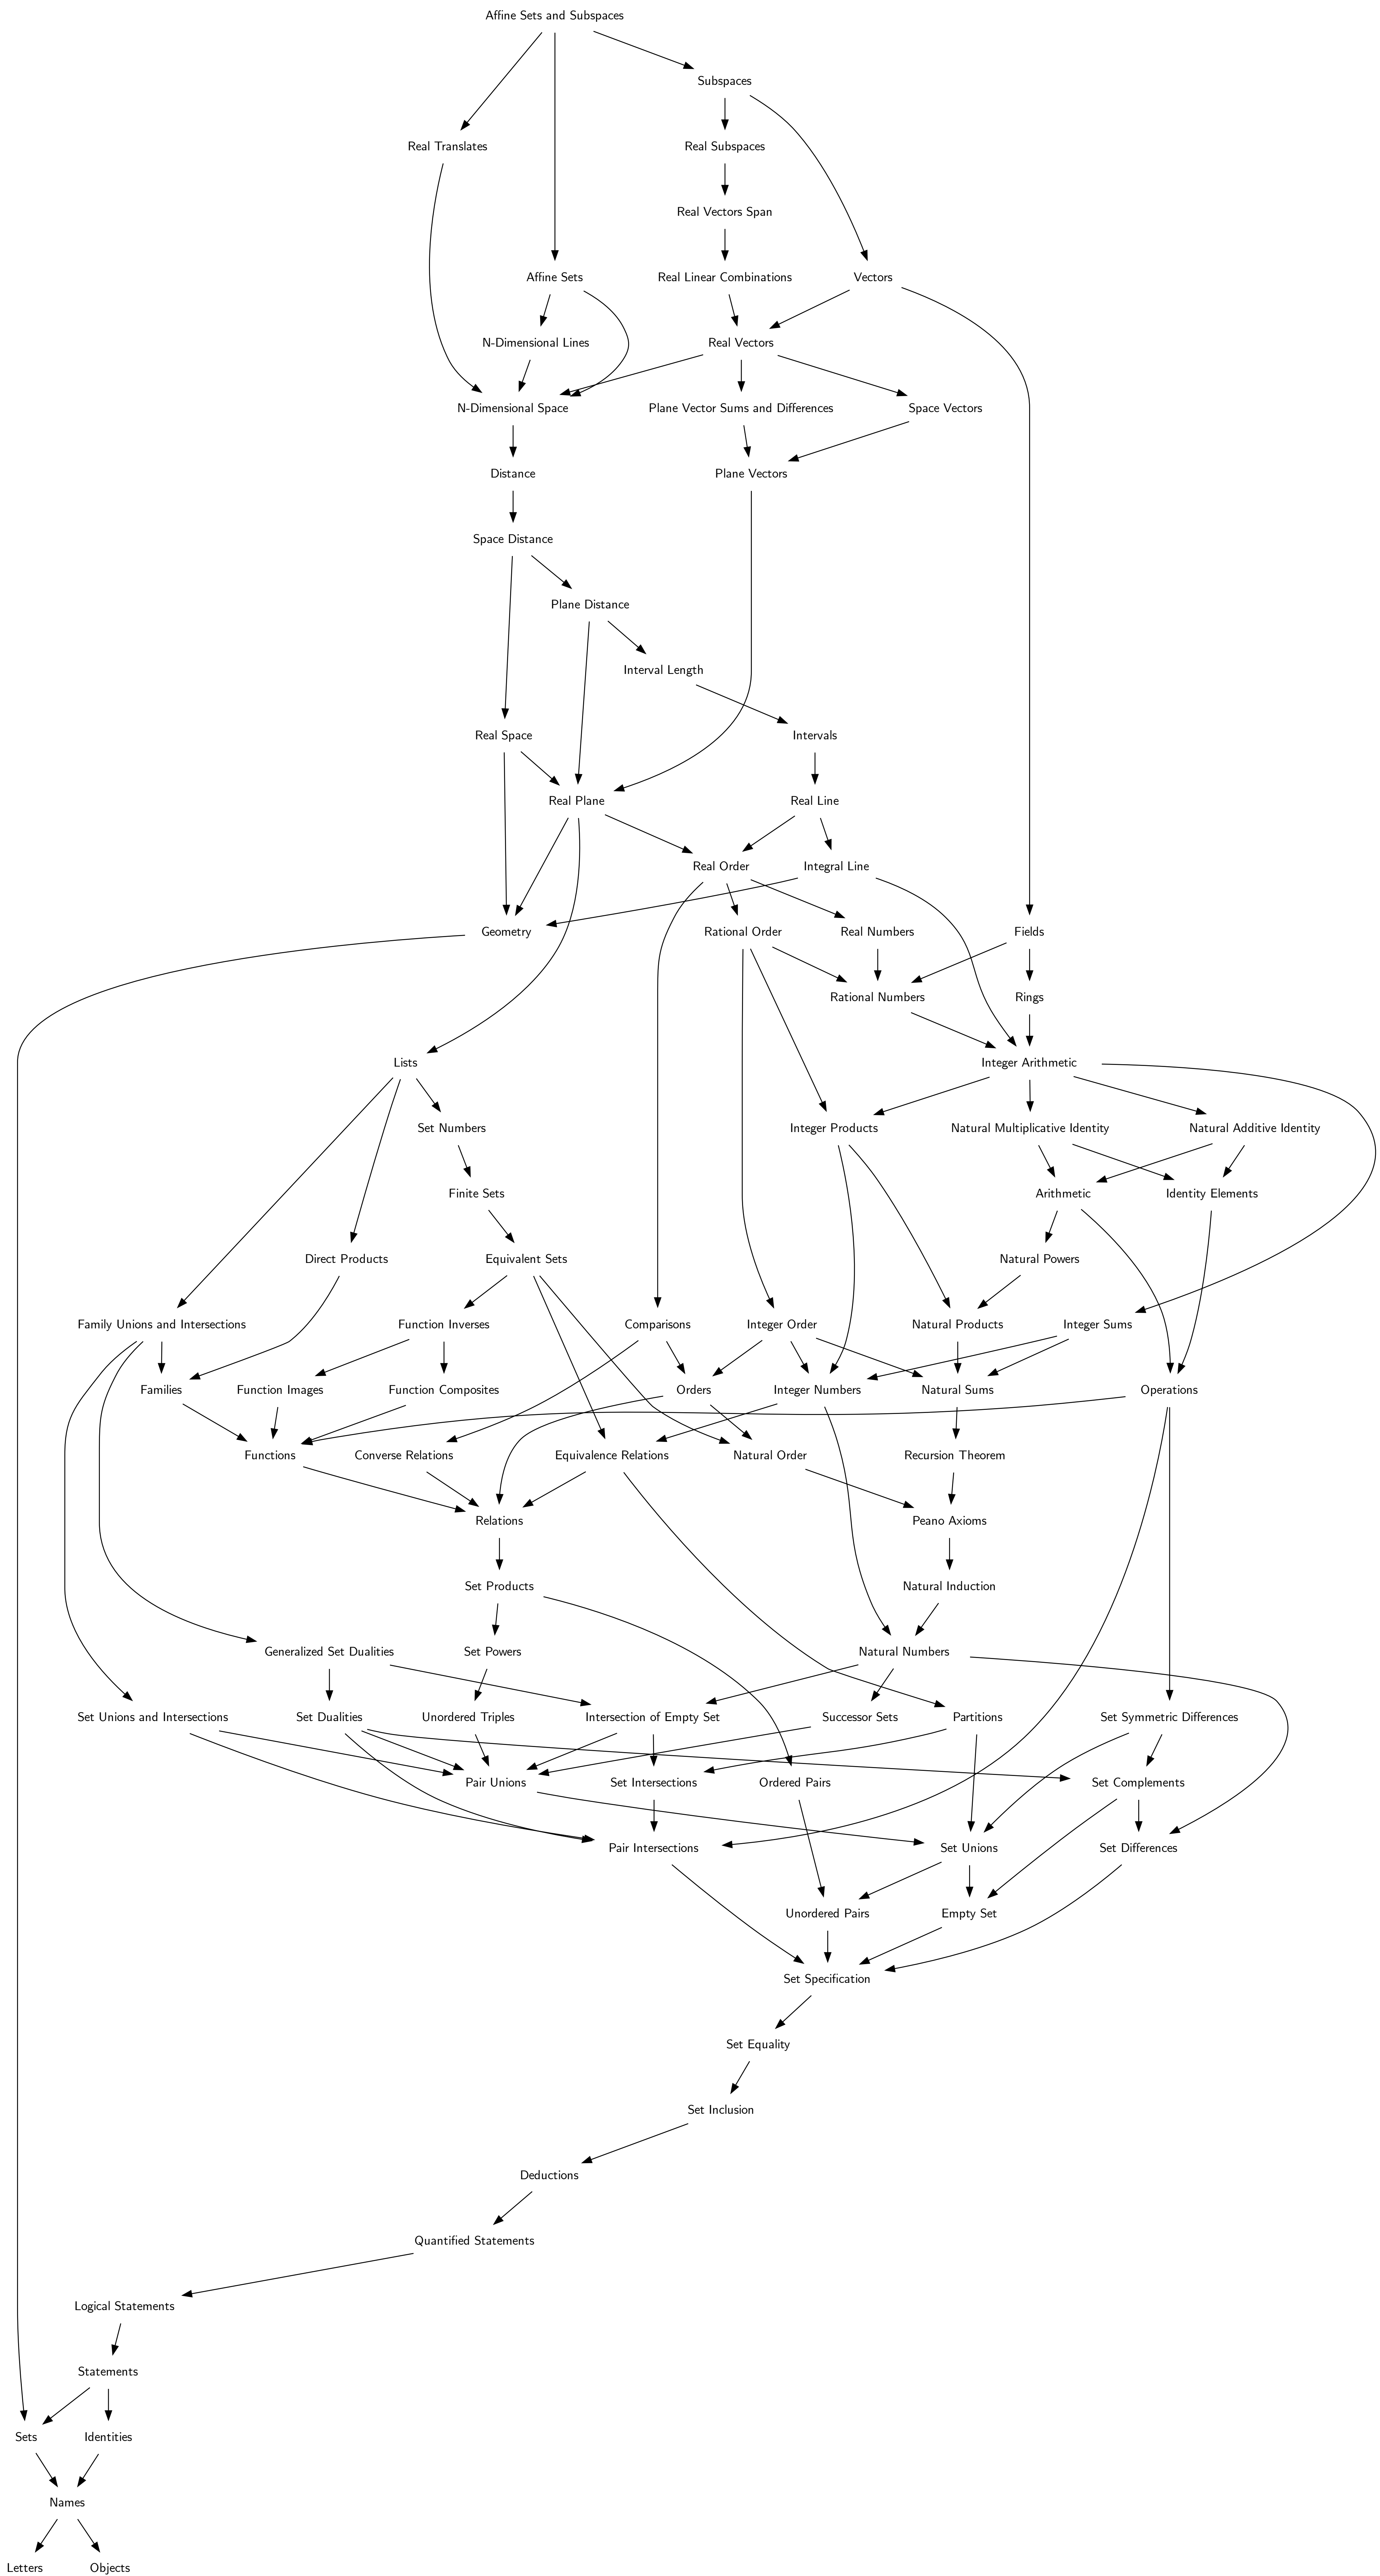 Affine Sets and Subspaces
Subspaces
Real Translates
Real Subspaces
Real Vectors Span
Affine Sets
Real Linear Combinations
Vectors
N-Dimensional Lines
Real Vectors
N-Dimensional Space
Plane Vector Sums and Differences
Space Vectors
Distance
Plane Vectors
Space Distance
Plane Distance
Interval Length
Real Space
Intervals
Real Plane
Real Line
Real Order
Integral Line
Geometry
Rational Order
Real Numbers
Fields
Rational Numbers
Rings
Lists
Integer Arithmetic
Set Numbers
Integer Products
Natural Multiplicative Identity
Natural Additive Identity
Finite Sets
Arithmetic
Identity Elements
Direct Products
Equivalent Sets
Natural Powers
Family Unions and Intersections
Function Inverses
Comparisons
Integer Order
Natural Products
Integer Sums
Families
Function Images
Function Composites
Orders
Integer Numbers
Natural Sums
Operations
Functions
Converse Relations
Equivalence Relations
Natural Order
Recursion Theorem
Relations
Peano Axioms
Set Products
Natural Induction
Generalized Set Dualities
Set Powers
Natural Numbers
Set Unions and Intersections
Set Dualities
Unordered Triples
Intersection of Empty Set
Successor Sets
Partitions
Set Symmetric Differences
Pair Unions
Set Intersections
Ordered Pairs
Set Complements
Pair Intersections
Set Unions
Set Differences
Unordered Pairs
Empty Set
Set Specification
Set Equality
Set Inclusion
Deductions
Quantified Statements
Logical Statements
Statements
Sets
Identities
Names
Letters
Objects